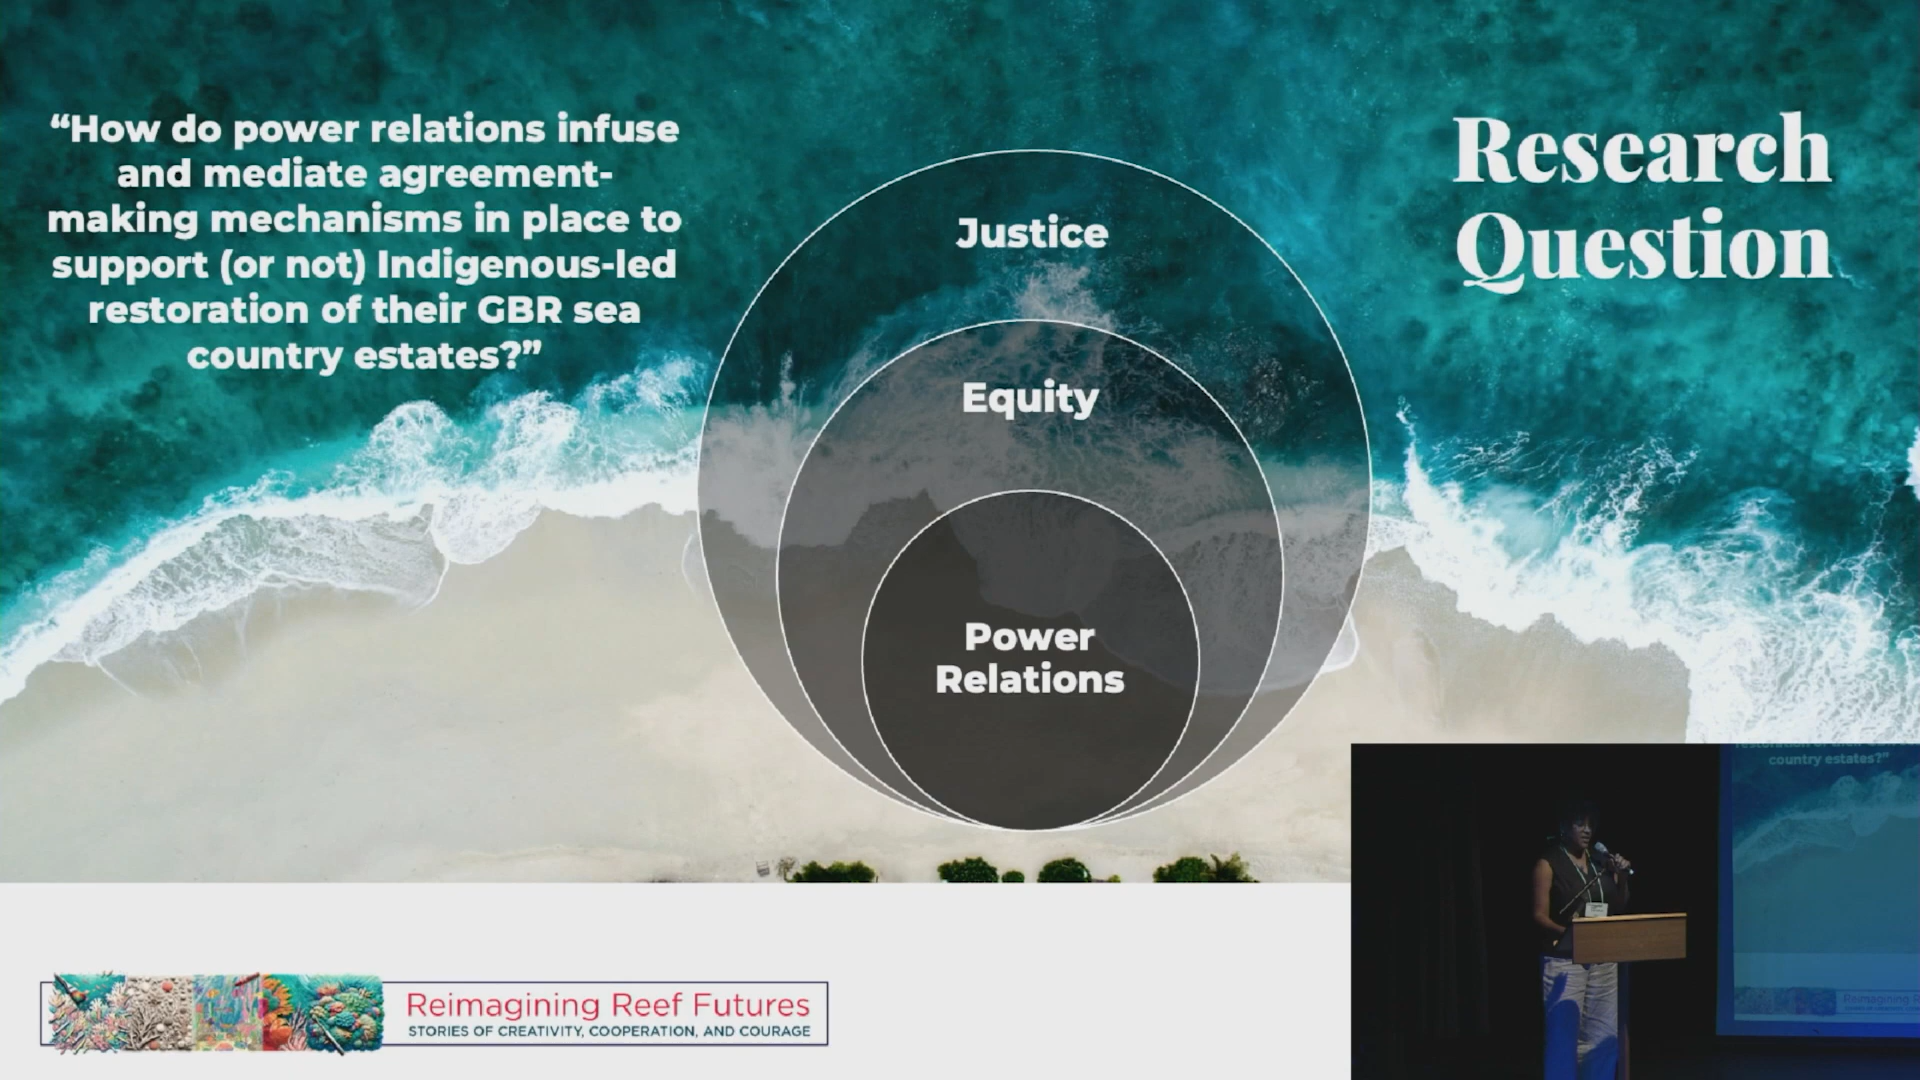 “How do power relations infuse
and mediate agreement-
making mechanisms in place to
support (or not) Indigenous-led
restoration of their GBR sea
country estates?”
Research
Question
Justice
Equity
Power
Relations
country estates?”
Reimagining Reef Futures
STORIES OF CREATIVITY, COOPERATION, AND COURAGE